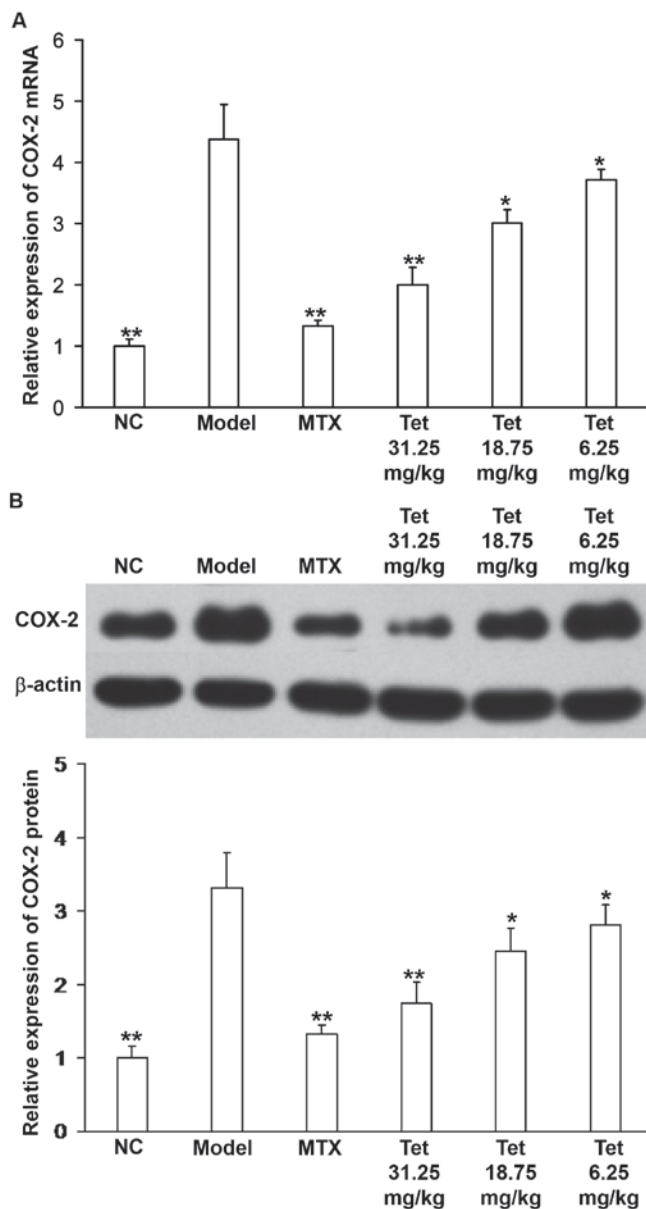 A
Relative expression of COX-2 mRNA
6
5
4
3
2
1
0
**
**
**
*
*
NC Model MTX Tet Tet Tet
31.25 18.75 6.25
mg/kg mg/kg mg/kg
B
Tet Tet Tet
31.25 18.75 6.25
NC Model MTX mg/kg mg/kg mg/kg
COX-2
β-actin
Relative expression of COX-2 protein
5
4
3
2
1
0
**
**
**
*
*
NC Model MTX Tet Tet Tet
31.25 18.75 6.25
mg/kg mg/kg mg/kg